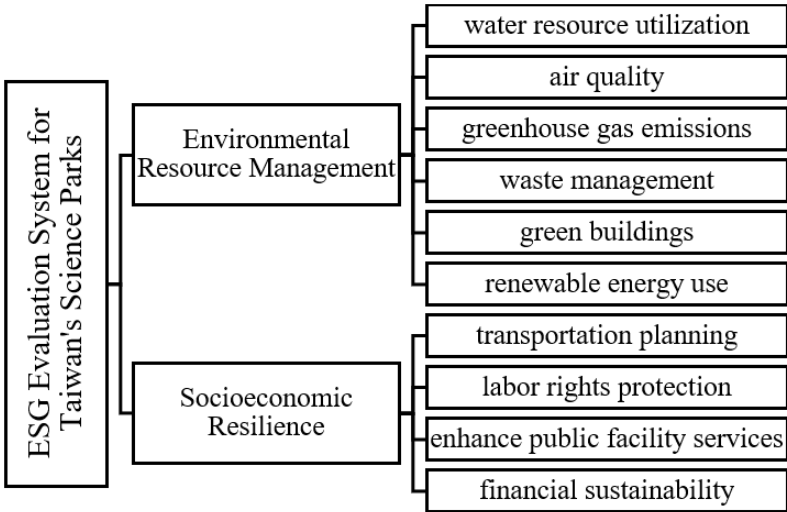 ESG Evaluation System for
Taiwan's Science Parks
Environmental
Resource Management
water resource utilization
air quality
greenhouse gas emissions
waste management
green buildings
renewable energy use
Socioeconomic
Resilience
transportation planning
labor rights protection
enhance public facility services
financial sustainability